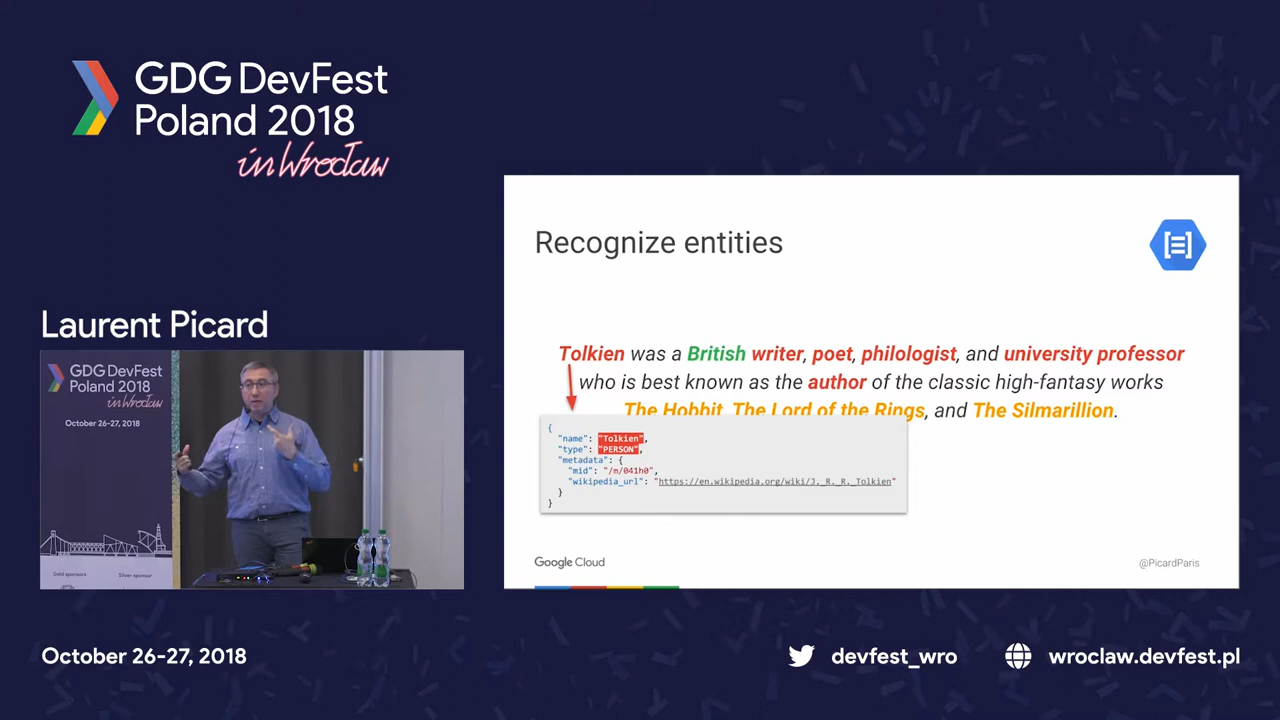 GDG DevFest
Poland 2018
in Wrocław
Laurent Picard
GDG DevFest
Poland 2018
in Wrocław
October 26-27, 2018
Gold sponsors
Silver sponsor
Recognize entities
Tolkien was a British writer, poet, philologist, and university professor
who is best known as the author of the classic high-fantasy works
The Hobbit, The Lord of the Rings, and The Silmarillion.
{
"name": "Tolkien",
"type": "PERSON",
"metadata": {
"mid": "/m/041h0",
"wikipedia_url": "https://en.wikipedia.org/wiki/J._R._R._Tolkien"
}
}
Google Cloud
@PicardParis
October 26-27, 2018
devfest_wro
wroclaw.devfest.pl